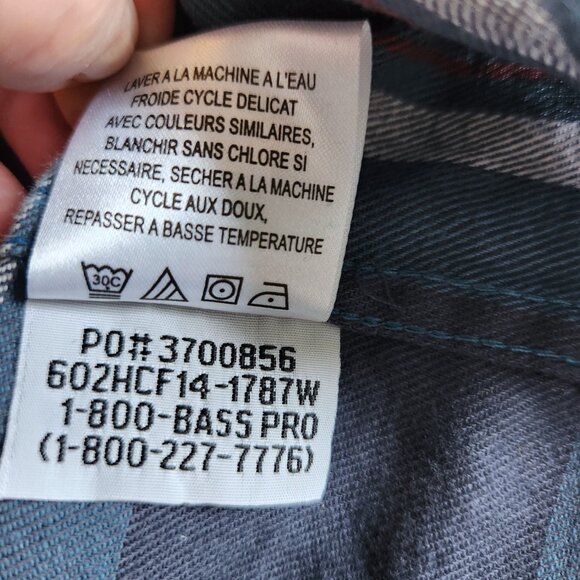 LAVER A LA MACHINE A L'EAU
FROIDE CYCLE DELICAT
AVEC COULEURS SIMILAIRES,
BLANCHIR SANS CHLORE SI
NECESSAIRE, SECHER A LA MACHINE
CYCLE AUX DOUX,
REPASSER A BASSE TEMPERATURE
30C
PO# 3700856
602HCF14-1787W
1-800-BASS PRO
(1-800-227-7776)